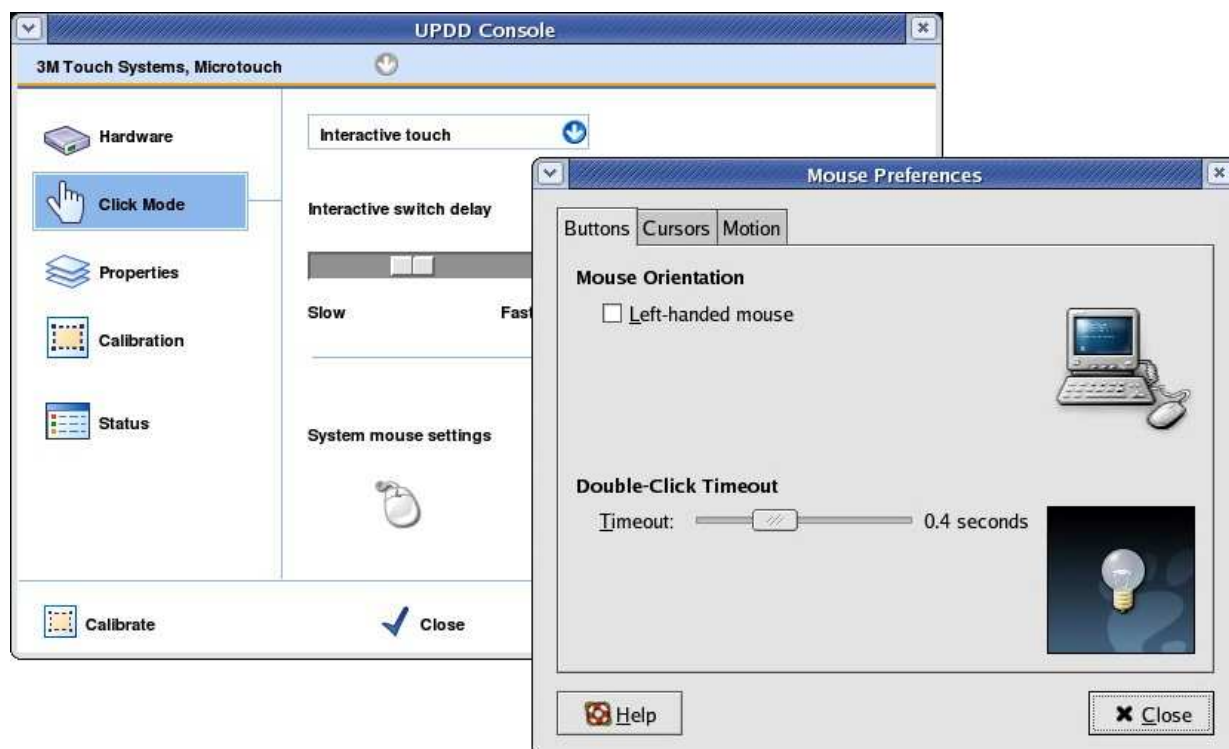 UPDD Console
3M Touch Systems, Microtouch
Hardware
Click Mode
Properties
Calibration
Status
Interactive touch
Interactive switch delay
Slow Fast
System mouse settings
Calibrate
Close
Mouse Preferences
Buttons Cursors Motion
Mouse Orientation
Left-handed mouse
Double-Click Timeout
Timeout: 0.4 seconds
Help
Close